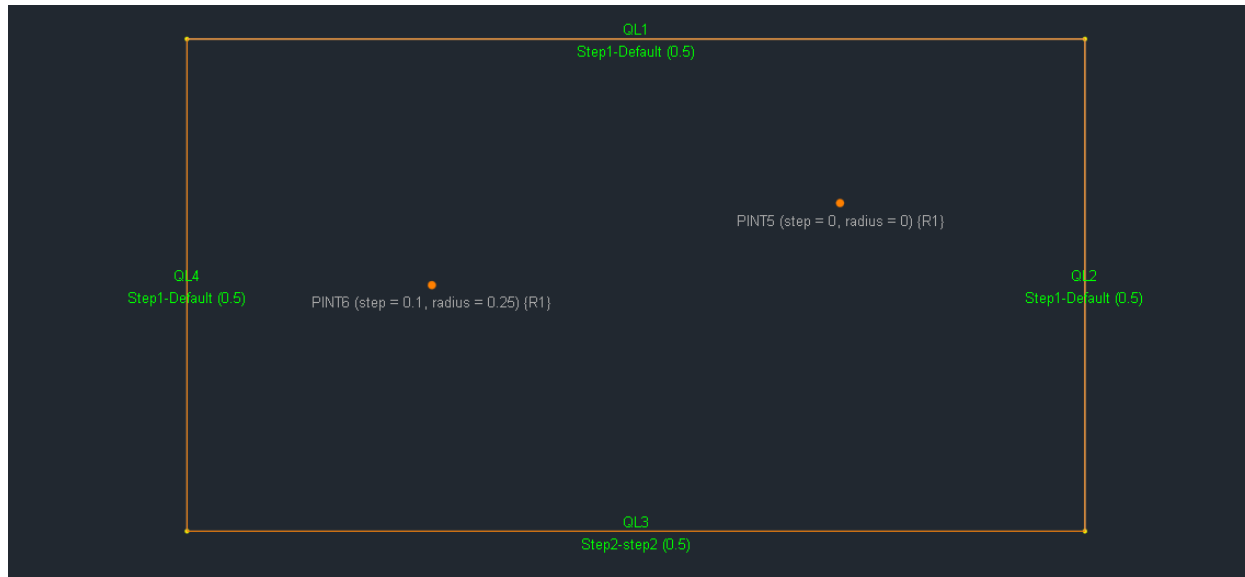 QL1
Step1-Default (0.5)
PINT5 (step = 0, radius = 0) {R1}
QL4
Step1-Default (0.5)
QL2
Step1-Default (0.5)
PINT6 (step = 0.1, radius = 0.25) {R1}
QL3
Step2-step2 (0.5)